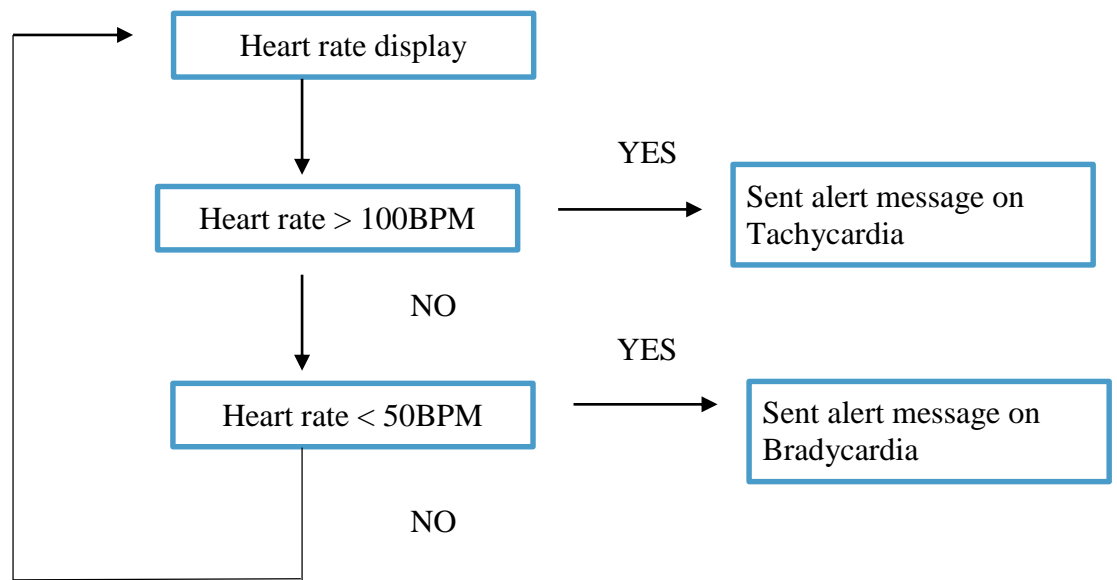 Heart rate display
YES
Heart rate > 100BPM
Sent alert message on
Tachycardia
NO
YES
Heart rate < 50BPM
Sent alert message on
Bradycardia
NO